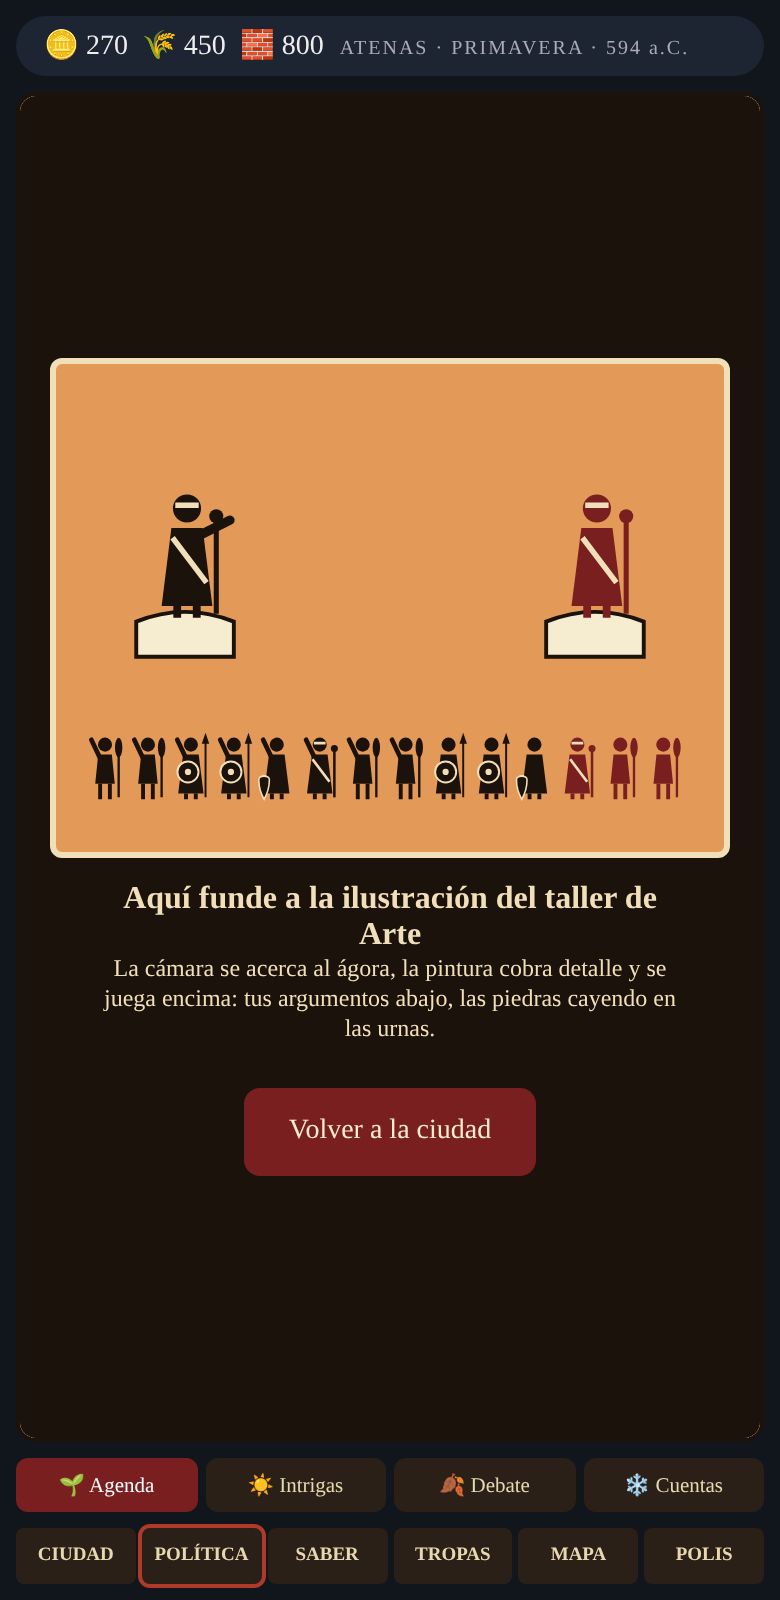 270 450 800 ATENAS · PRIMAVERA · 594 a.C.
Aquí funde a la ilustración del taller de
Arte
La cámara se acerca al ágora, la pintura cobra detalle y se
juega encima: tus argumentos abajo, las piedras cayendo en
las urnas.
Volver a la ciudad
Agenda Intrigas Debate Cuentas
CIUDAD POLÍTICA SABER TROPAS MAPA POLIS